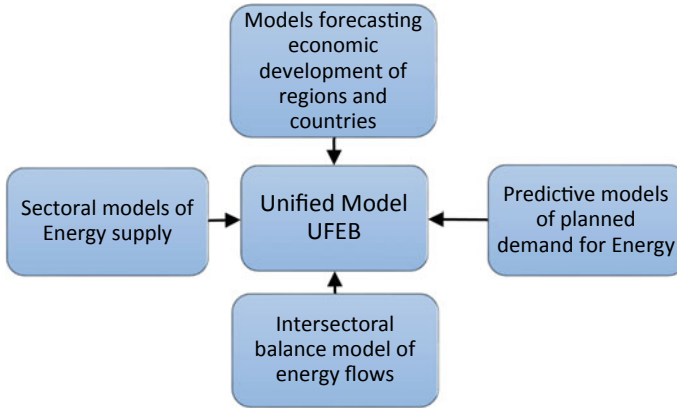 Models forecasting
economic
development of
regions and
countries
Sectoral models of
Energy supply
Unified Model
UFEB
Predictive models
of planned
demand for Energy
Intersectoral
balance model of
energy flows